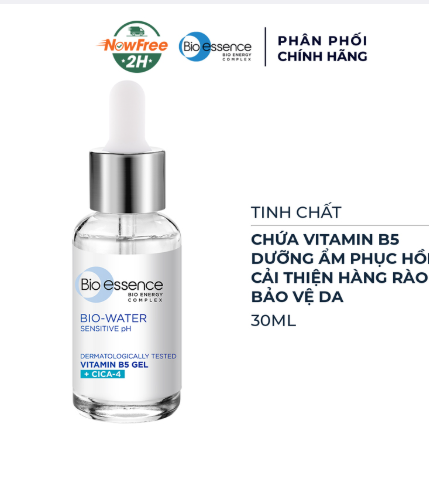 NowFree
2H
Bio essence
BIO ENERGY
COMPLEX
PHÂN PHỐI
CHÍNH HÃNG
TINH CHẤT
CHỨA VITAMIN B5
DƯỠNG ẨM PHỤC HỒI
CẢI THIỆN HÀNG RÀO
BẢO VỆ DA
30ML
Bio essence
BIO ENERGY
COMPLEX
BIO-WATER
SENSITIVE pH
DERMATOLOGICALLY TESTED
VITAMIN B5 GEL
+ CICA-4